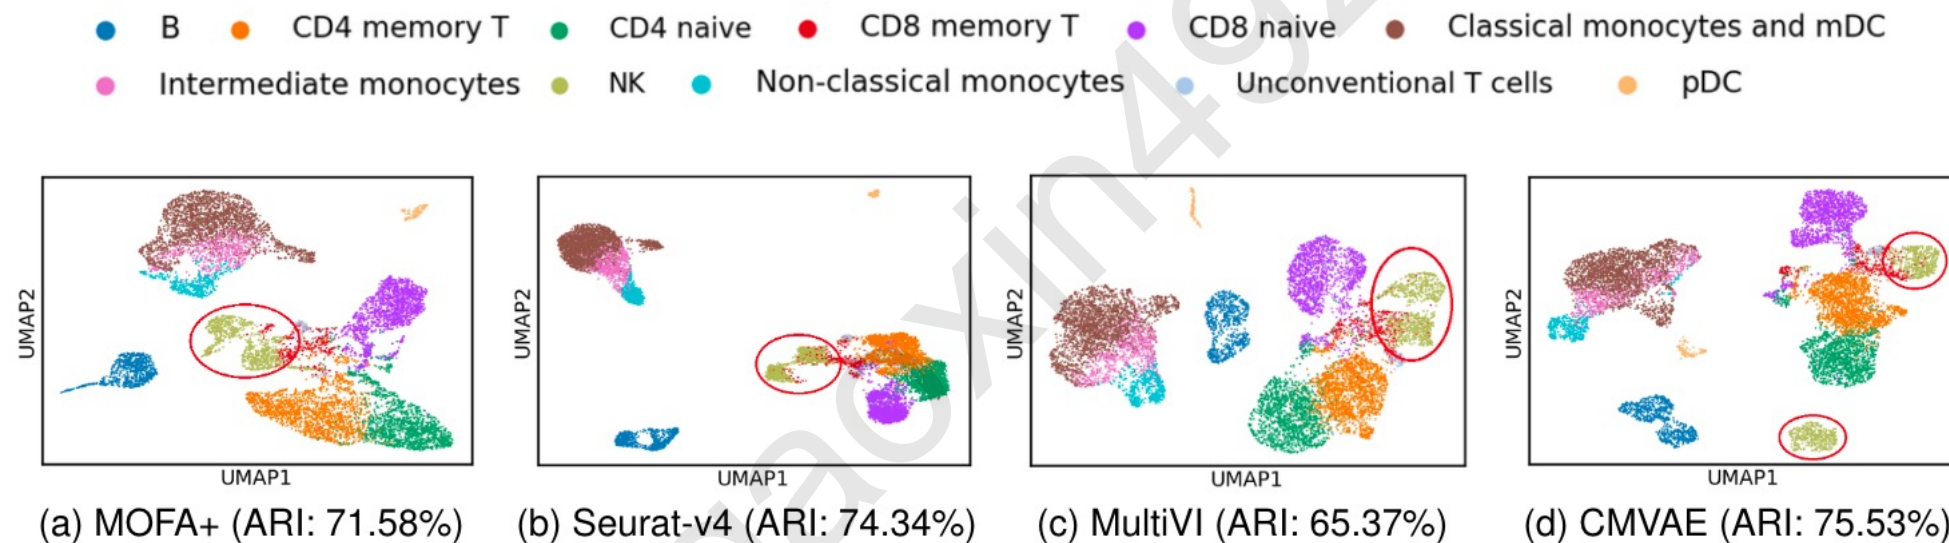 B CD4 memory T CD4 naive CD8 memory T CD8 naive Classical monocytes and mDC
Intermediate monocytes NK Non-classical monocytes Unconventional T cells pDC
UMAP2 UMAP2 UMAP2 UMAP2
UMAP1 UMAP1 UMAP1 UMAP1
(a) MOFA+ (ARI: 71.58%) (b) Seurat-v4 (ARI: 74.34%) (c) MultiVI (ARI: 65.37%) (d) CMVAE (ARI: 75.53%)